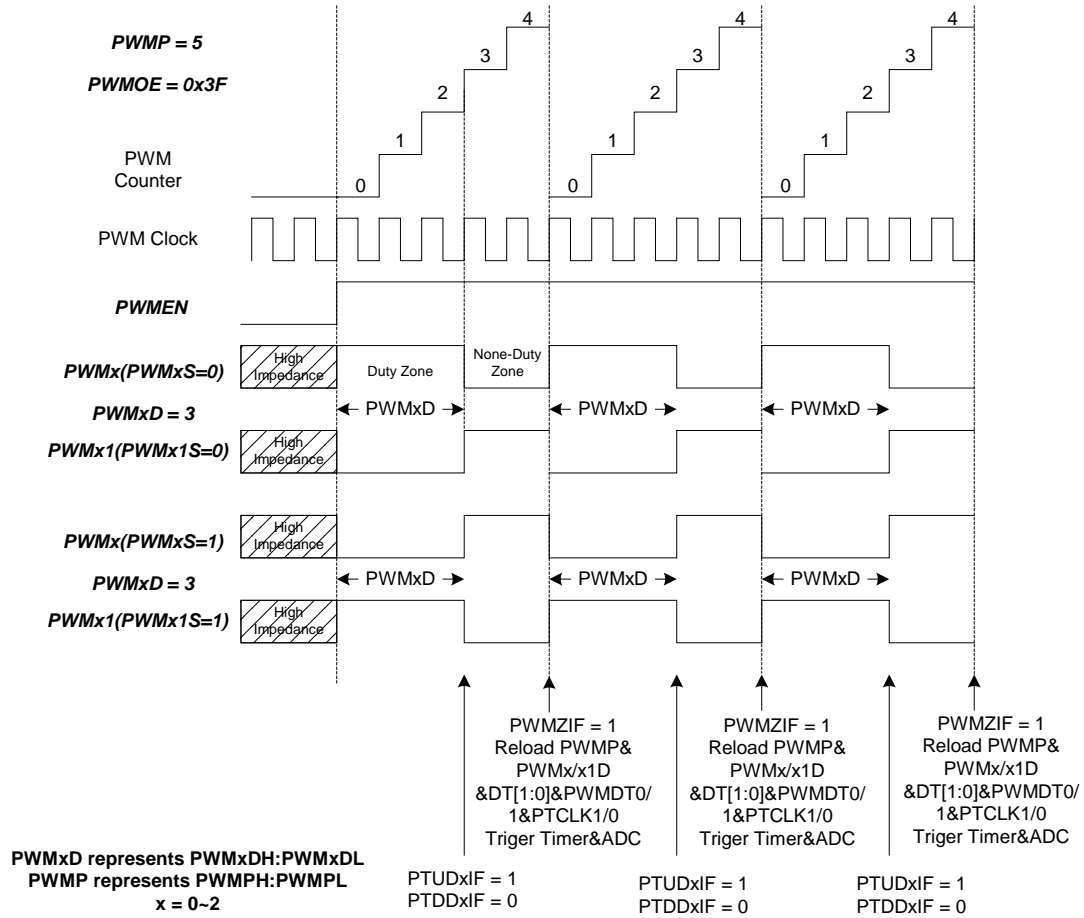 4 4 4
PWMP = 5
3 3 3
PWMOE = 0x3F
2 2 2
1 1 1
PWM
Counter
0 0 0
PWM Clock
PWMEN
PWMx(PWMxS=0)
High
Impedance
Duty Zone
None-Duty
Zone
PWMxD = 3
PWMxD PWMxD PWMxD
PWMx1(PWMx1S=0)
High
Impedance
PWMx(PWMxS=1)
High
Impedance
PWMxD = 3
PWMxD PWMxD PWMxD
PWMx1(PWMx1S=1)
High
Impedance
PWMZIF = 1
Reload PWMP&
PWMx/x1D
&DT[1:0]&PWMDT0/
1&PTCLK1/0
Triger Timer&ADC
PWMZIF = 1
Reload PWMP&
PWMx/x1D
&DT[1:0]&PWMDT0/
1&PTCLK1/0
Triger Timer&ADC
PWMZIF = 1
Reload PWMP&
PWMx/x1D
&DT[1:0]&PWMDT0/
1&PTCLK1/0
Triger Timer&ADC
PWMxD represents PWMxDH:PWMxDL
PWMP represents PWMPH:PWMPL
x = 0~2
PTUDxIF = 1
PTDDxIF = 0
PTUDxIF = 1
PTDDxIF = 0
PTUDxIF = 1
PTDDxIF = 0